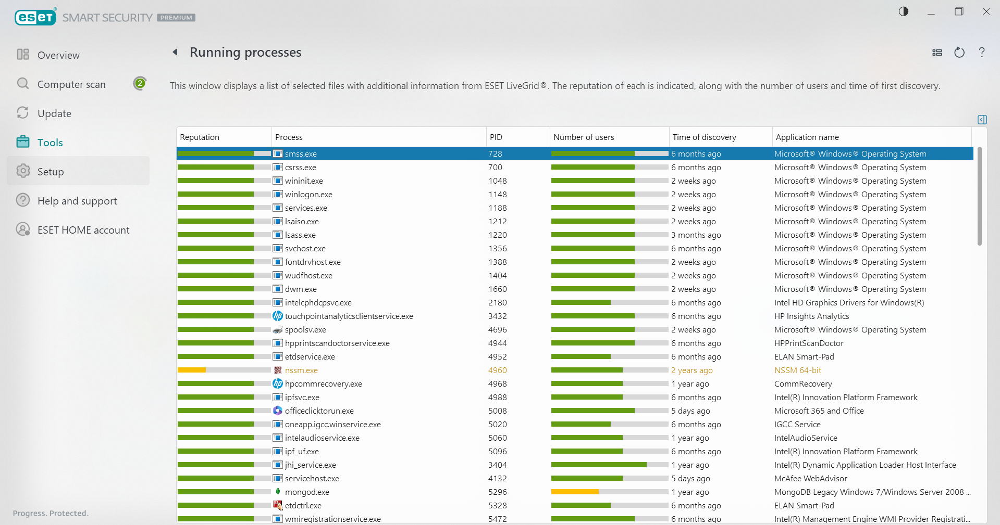 eset® SMART SECURITY PREMIUM
Overview
Computer scan 2
Update
Tools
Setup
Help and support
ESET HOME account
Progress. Protected.
Running processes
?
This window displays a list of selected files with additional information from ESET LiveGrid®. The reputation of each is indicated, along with the number of users and time of first discovery.
Reputation Process PID Number of users Time of discovery Application name
smss.exe 728 6 months ago Microsoft® Windows® Operating System
csrss.exe 700 6 months ago Microsoft® Windows® Operating System
wininit.exe 1048 2 weeks ago Microsoft® Windows® Operating System
winlogon.exe 1148 2 weeks ago Microsoft® Windows® Operating System
services.exe 1188 2 weeks ago Microsoft® Windows® Operating System
lsaiso.exe 1212 2 weeks ago Microsoft® Windows® Operating System
lsass.exe 1220 3 months ago Microsoft® Windows® Operating System
svchost.exe 1356 6 months ago Microsoft® Windows® Operating System
fontdrvhost.exe 1388 2 weeks ago Microsoft® Windows® Operating System
wudfhost.exe 1404 2 weeks ago Microsoft® Windows® Operating System
dwm.exe 1660 2 weeks ago Microsoft® Windows® Operating System
intelcphdcpsvc.exe 2180 6 months ago Intel HD Graphics Drivers for Windows(R)
hp touchpointanalyticsclientservice.exe 3432 6 months ago HP Insights Analytics
spoolsv.exe 4696 2 weeks ago Microsoft® Windows® Operating System
hpprintscandoctorservice.exe 4944 6 months ago HPPrintScanDoctor
etdservice.exe 4952 6 months ago ELAN Smart-Pad
nssm.exe 4960 2 years ago NSSM 64-bit
hp hpcommrecovery.exe 4968 1 year ago CommRecovery
ipfsvc.exe 4988 6 months ago Intel(R) Innovation Platform Framework
officeclicktorun.exe 5008 5 days ago Microsoft 365 and Office
oneapp.igcc.winservice.exe 5020 6 months ago IGCC Service
intelaudioservice.exe 5060 1 year ago IntelAudioService
ipf_uf.exe 5096 6 months ago Intel(R) Innovation Platform Framework
jhi_service.exe 3404 1 year ago Intel(R) Dynamic Application Loader Host Interface
servicehost.exe 4132 5 days ago McAfee WebAdvisor
mongod.exe 5296 1 year ago MongoDB Legacy Windows 7/Windows Server 2008 ...
etdctrl.exe 5328 6 months ago ELAN Smart-Pad
wmiregistrationservice.exe 5472 6 months ago Intel(R) Management Engine WMI Provider Registrati...